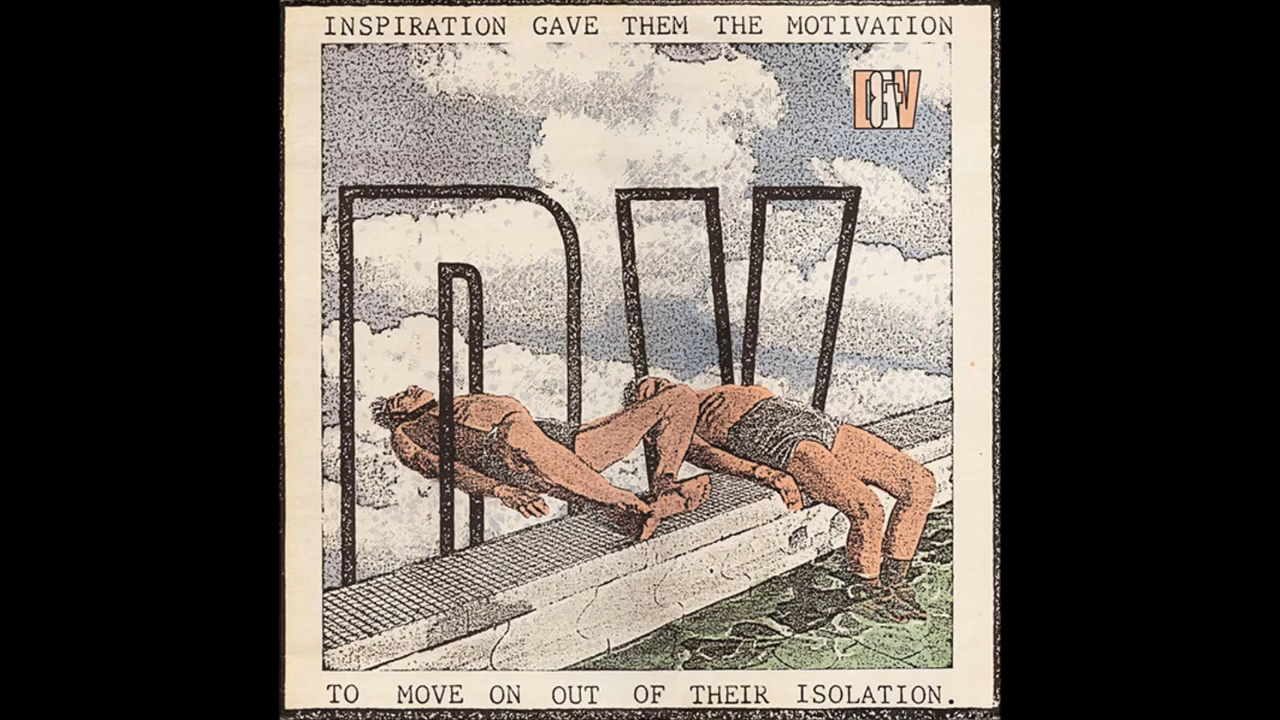 INSPIRATION GAVE THEM THE MOTIVATION
TO MOVE ON OUT OF THEIR ISOLATION.